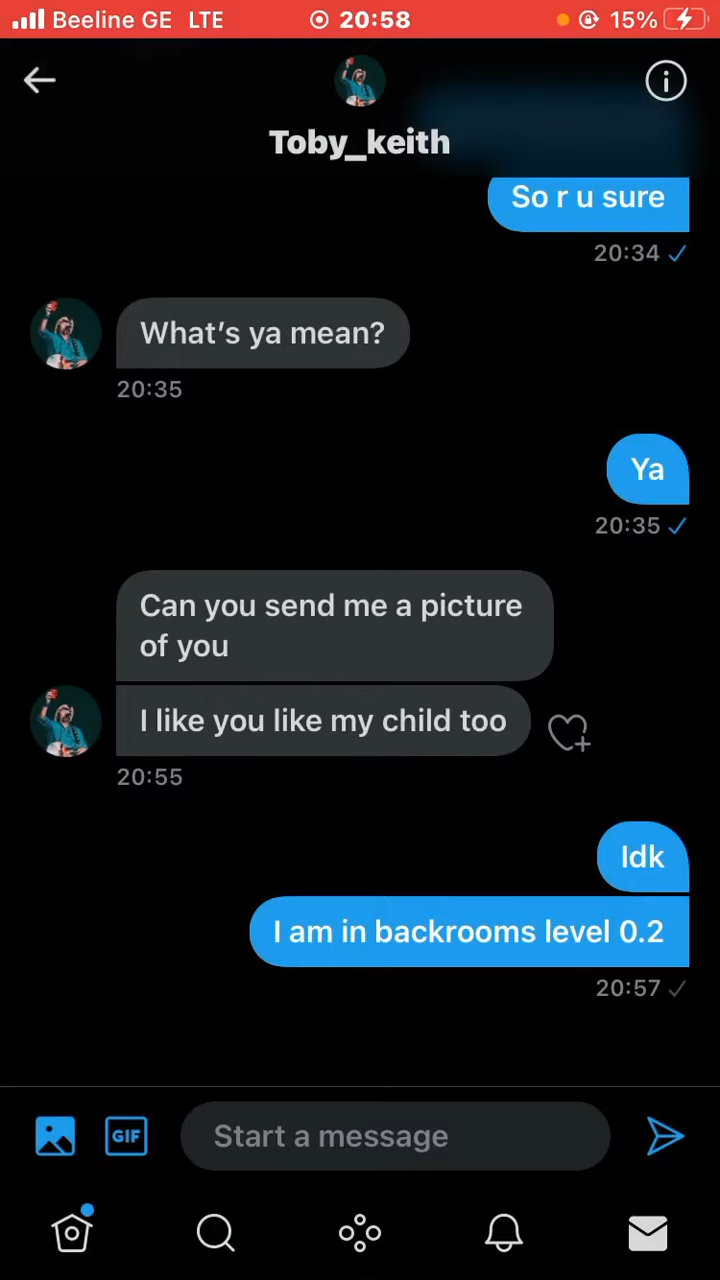 Beeline GE LTE 20:58 15%
Toby_keith
So r u sure
20:34
What's ya mean?
20:35
Ya
20:35
Can you send me a picture
of you
I like you like my child too
20:55
Idk
I am in backrooms level 0.2
20:57
GIF
Start a message